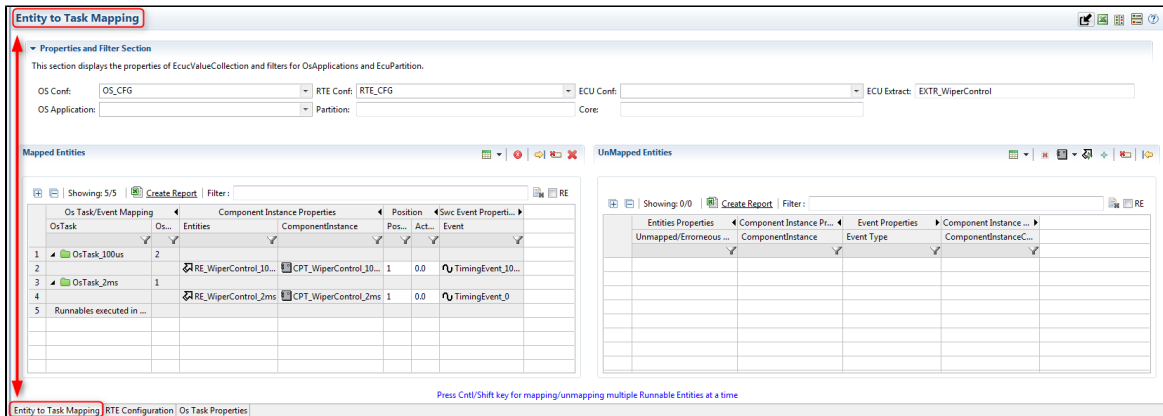 Entity to Task Mapping
Properties and Filter Section
This section displays the properties of EcucValueCollection and filters for OsApplications and EcuPartition.
OS Conf: OS_CFG RTE Conf: RTE_CFG ECU Conf: ECU Extract: EXTR_WiperControl
OS Application: Partition: Core:
Mapped Entities
UnMapped Entities
Showing: 5/5 Create Report Filter: RE
Showing: 0/0 Create Report Filter: RE
Os Task/Event Mapping Component Instance Properties Position Swc Event Properti...
OsTask Os... Entities ComponentInstance Pos... Act... Event
1 OsTask_100us 2
2 RE_WiperControl_10... CPT_WiperControl_10... 1 0.0 TimingEvent_10...
3 OsTask_2ms 1
4 RE_WiperControl_2ms CPT_WiperControl_2ms 1 0.0 TimingEvent_0
5 Runnables executed in ...
Entities Properties Component Instance Pr... Event Properties Component Instance ...
Unmapped/Errorneous ... ComponentInstance Event Type ComponentInstanceC...
Press Cntl/Shift key for mapping/unmapping multiple Runnable Entities at a time
Entity to Task Mapping RTE Configuration Os Task Properties